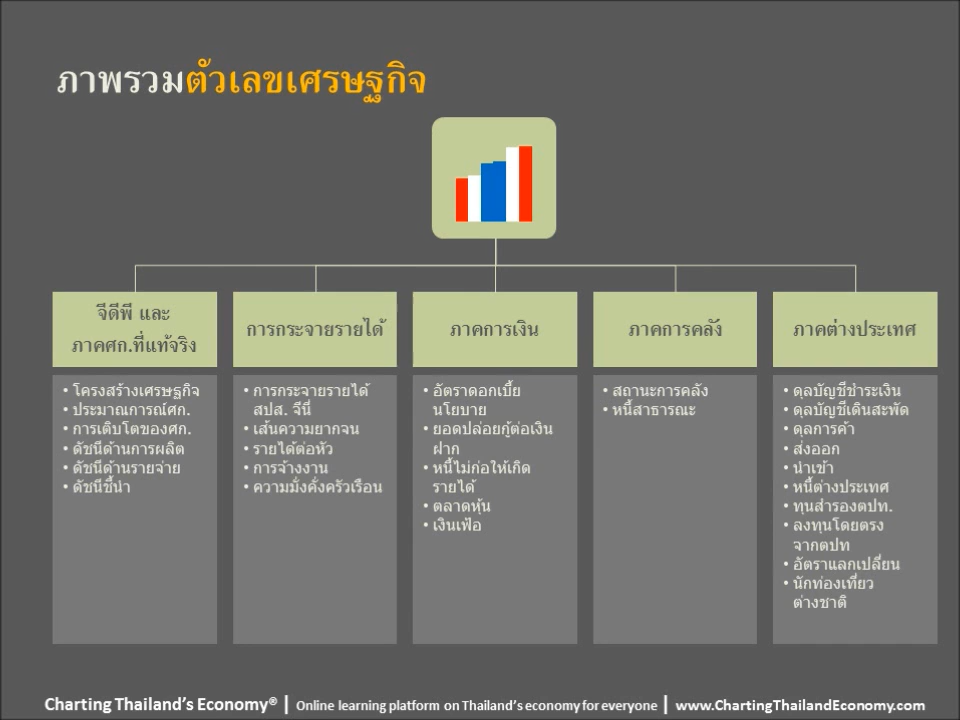 ภาพรวมตัวเลขเศรษฐกิจ
จีดีพี และ
ภาคศก.ที่แท้จริง
• โครงสร้างเศรษฐกิจ
• ประมาณการณ์ศก.
• การเติบโตของศก.
• ดัชนีด้านการผลิต
• ดัชนีด้านรายจ่าย
• ดัชนีชี้นำ
การกระจายรายได้
• การกระจายรายได้
สปส. จีนี่
• เส้นความยากจน
• รายได้ต่อหัว
• การจ้างงาน
• ความมั่งคั่งครัวเรือน
ภาคการเงิน
• อัตราดอกเบี้ย
นโยบาย
• ยอดปล่อยกู้ต่อเงิน
ฝาก
• หนี้ไม่ก่อให้เกิด
รายได้
• ตลาดหุ้น
• เงินเฟ้อ
ภาคการคลัง
• สถานะการคลัง
• หนี้สาธารณะ
ภาคต่างประเทศ
• ดุลบัญชีชำระเงิน
• ดุลบัญชีเดินสะพัด
• ดุลการค้า
• ส่งออก
• นำเข้า
• หนี้ต่างประเทศ
• ทุนสำรองตปท.
• ลงทุนโดยตรง
จากตปท
• อัตราแลกเปลี่ยน
• นักท่องเที่ยว
ต่างชาติ
Charting Thailand's Economy® | Online learning platform on Thailand's economy for everyone | www.ChartingThailandEconomy.com